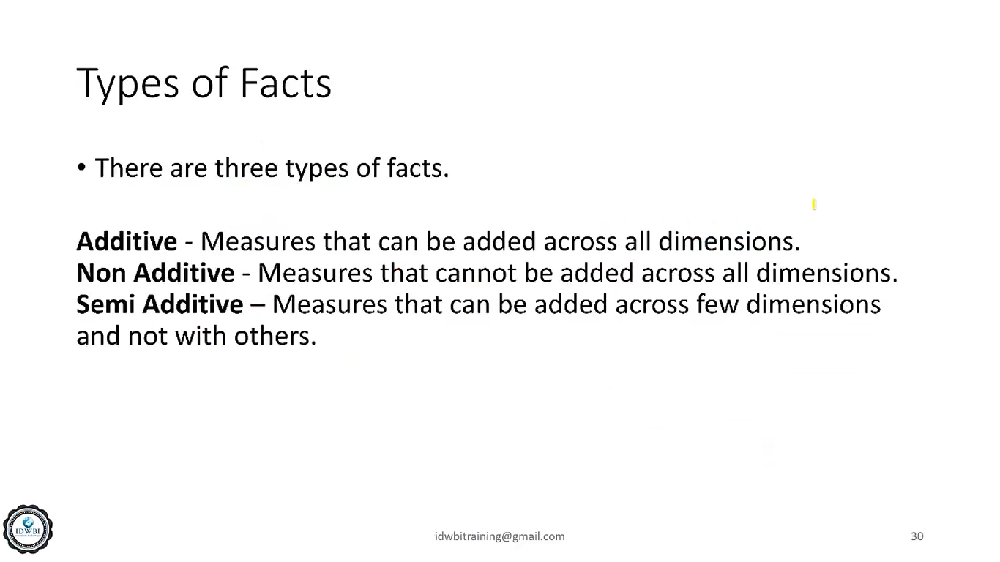 Types of Facts
• There are three types of facts.
Additive - Measures that can be added across all dimensions.
Non Additive - Measures that cannot be added across all dimensions.
Semi Additive – Measures that can be added across few dimensions
and not with others.
IDWBI
idwbitraining@gmail.com
30